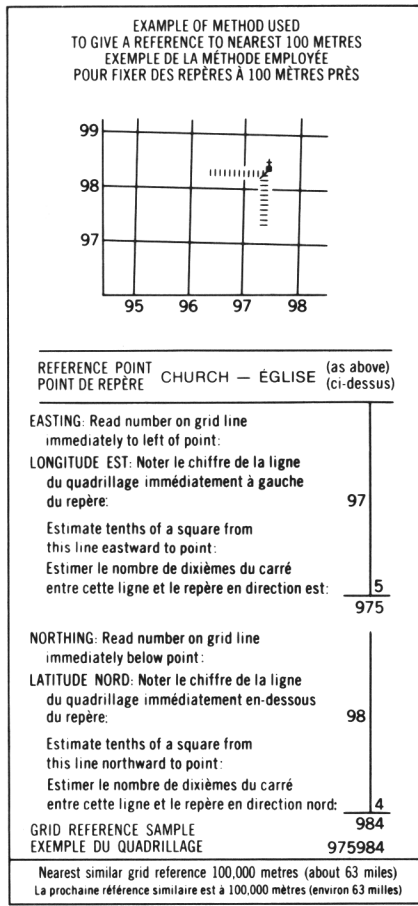 EXAMPLE OF METHOD USED
TO GIVE A REFERENCE TO NEAREST 100 METRES
EXEMPLE DE LA MÉTHODE EMPLOYÉE
POUR FIXER DES REPÈRES À 100 MÈTRES PRÈS
99
98
97
95 96 97 98
REFERENCE POINT
POINT DE REPÈRE
CHURCH — ÉGLISE
(as above)
(ci-dessus)
EASTING: Read number on grid line
immediately to left of point:
LONGITUDE EST: Noter le chiffre de la ligne
du quadrillage immédiatement à gauche
du repère: 97
Estimate tenths of a square from
this line eastward to point:
Estimer le nombre de dixièmes du carré
entre cette ligne et le repère en direction est: 5
975
NORTHING: Read number on grid line
immediately below point:
LATITUDE NORD: Noter le chiffre de la ligne
du quadrillage immédiatement en-dessous
du repère: 98
Estimate tenths of a square from
this line northward to point:
Estimer le nombre de dixièmes du carré
entre cette ligne et le repère en direction nord: 4
984
GRID REFERENCE SAMPLE
EXEMPLE DU QUADRILLAGE 975984
Nearest similar grid reference 100,000 metres (about 63 miles)
La prochaine référence similaire est à 100,000 mètres (environ 63 milles)